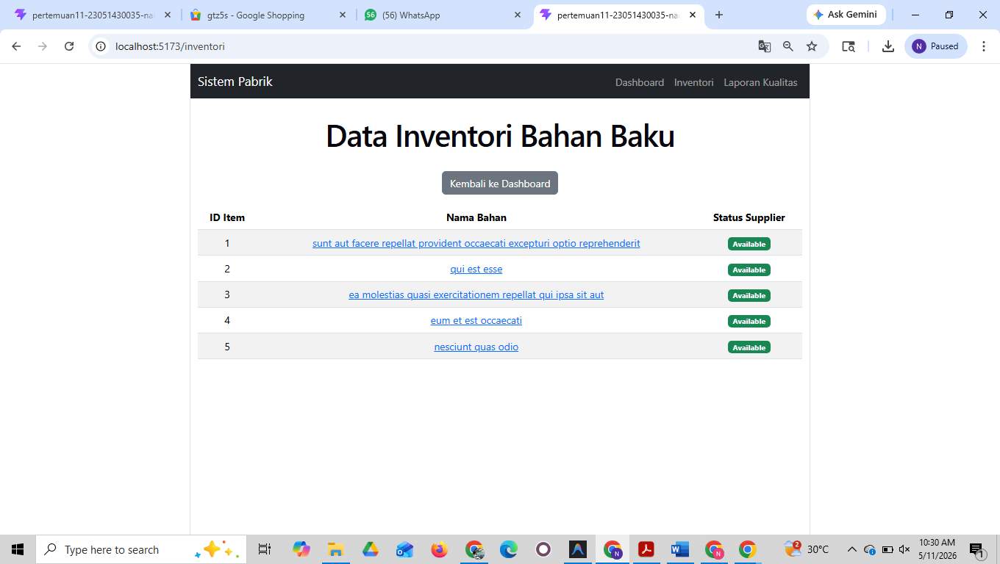 pertemuan11-23051430035-na
gtz5s - Google Shopping
56
(56) WhatsApp
pertemuan11-23051430035-na
Ask Gemini
localhost:5173/inventori
N
Paused
Sistem Pabrik
Dashboard
Inventori
Laporan Kualitas
Data Inventori Bahan Baku
Kembali ke Dashboard
ID Item Nama Bahan Status Supplier
1 sunt aut facere repellat provident occaecati excepturi optio reprehenderit Available
2 qui est esse Available
3 ea molestias quasi exercitationem repellat qui ipsa sit aut Available
4 eum et est occaecati Available
5 nesciunt quas odio Available
Type here to search
N
W
N
2
30°C
10:30 AM
5/11/2026
1